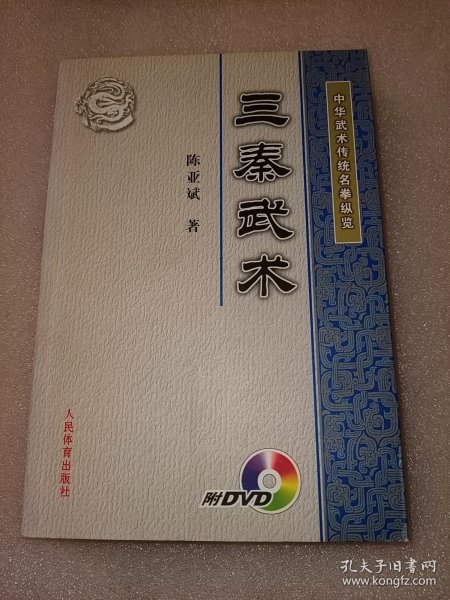 中华武术传统名拳纵览
三秦武术
陈亚斌 著
人民体育出版社
附DVD
孔夫子旧书网
www.kongfz.com